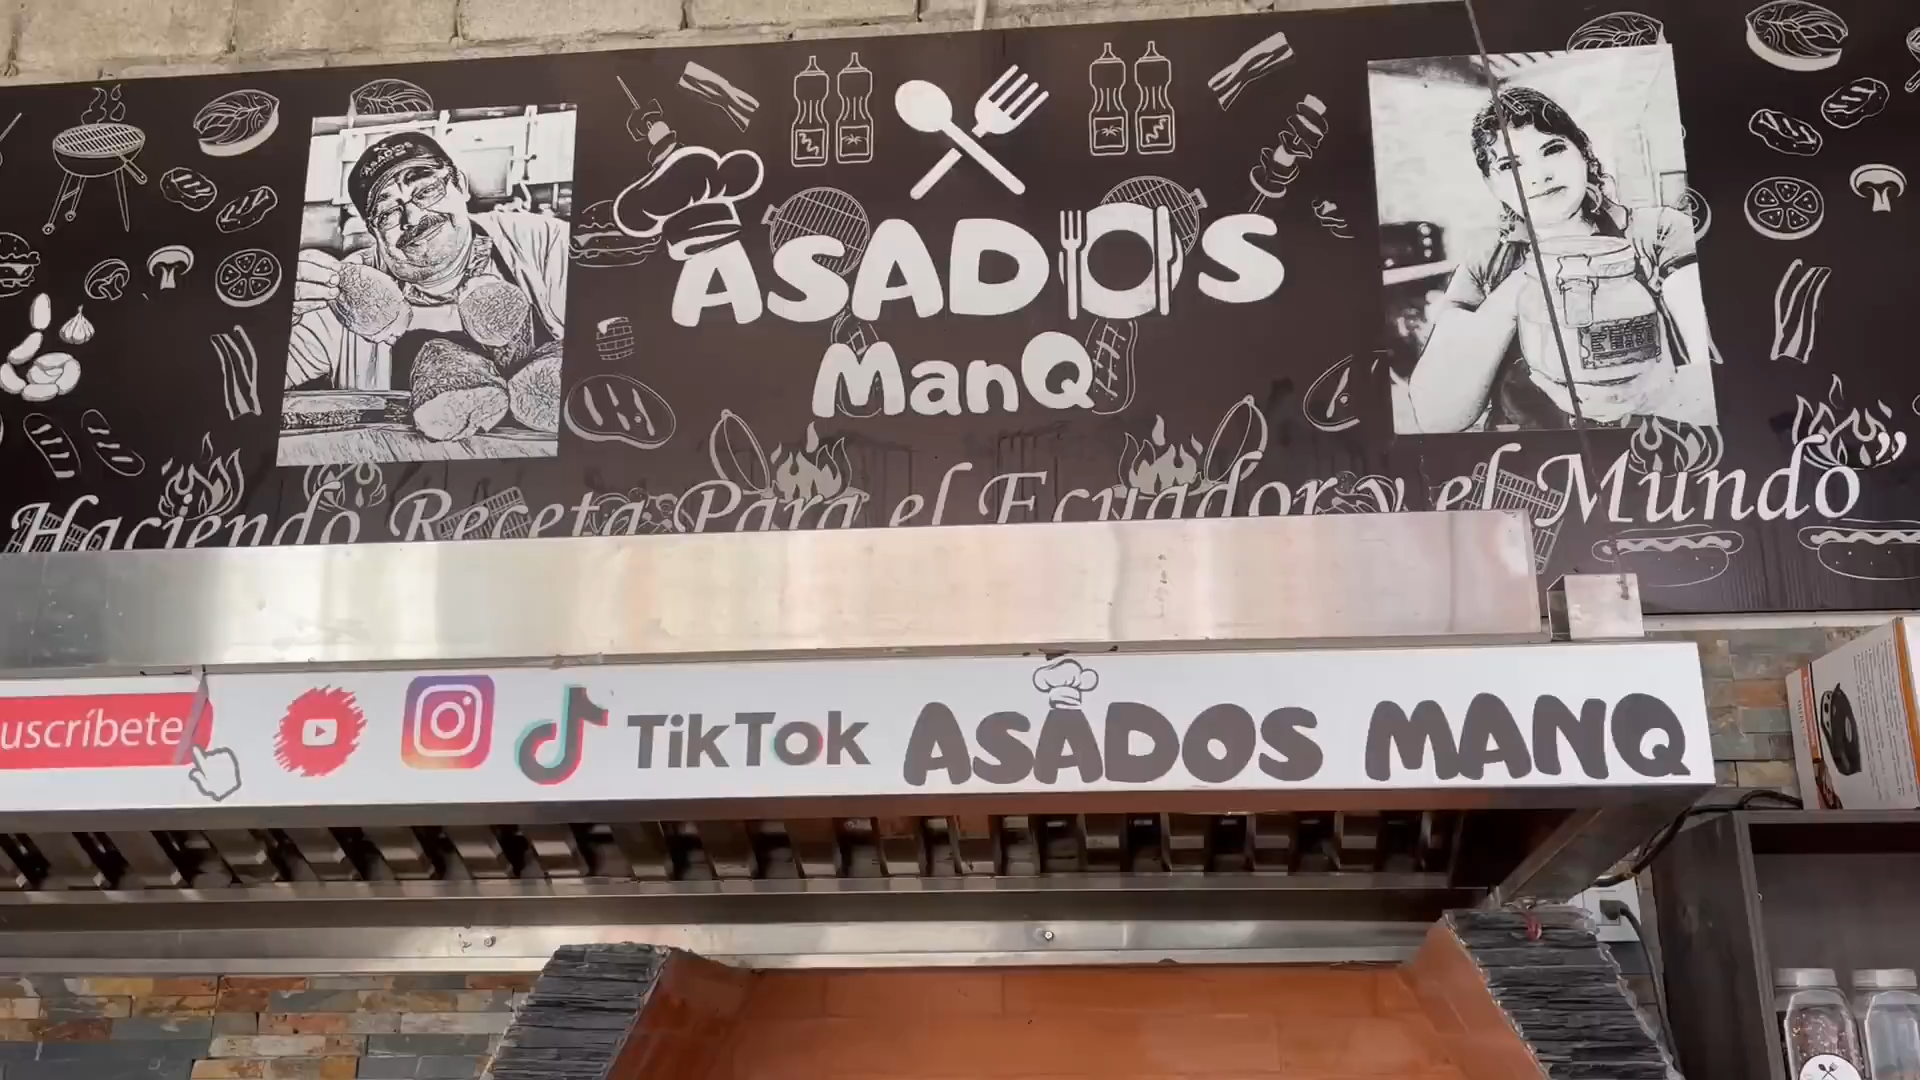 ASADOS
ManQ
Haciendo Receta Para el Ecuador y el Mundo”
uscríbete
TikTok
ASADOS MANQ